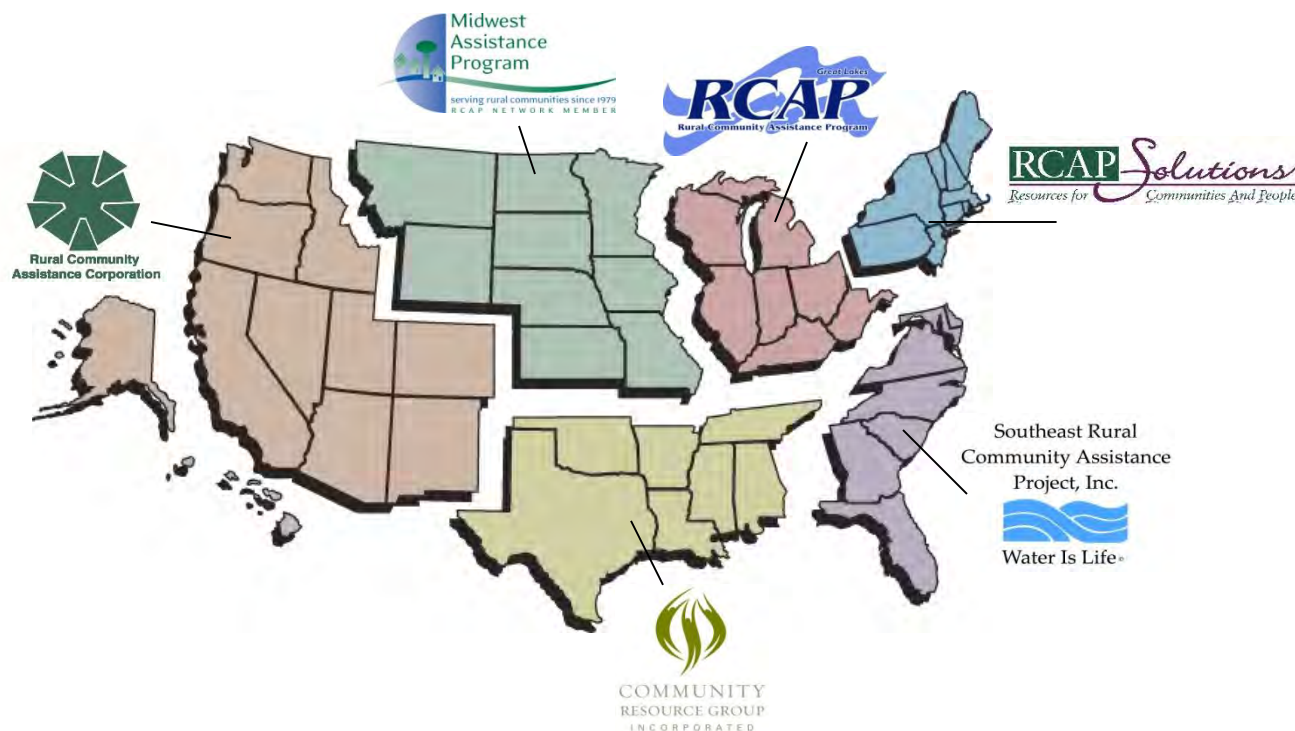 Midwest
Assistance
Program
serving rural communities since 1979
RCAP NETWORK MEMBER
Great Lakes
RCAP
Rural Community Assistance Program
RCAP Solutions
Resources for Communities And People
Rural Community
Assistance Corporation
Southeast Rural
Community Assistance
Project, Inc.
Water Is Life
COMMUNITY
RESOURCE GROUP
INCORPORATED